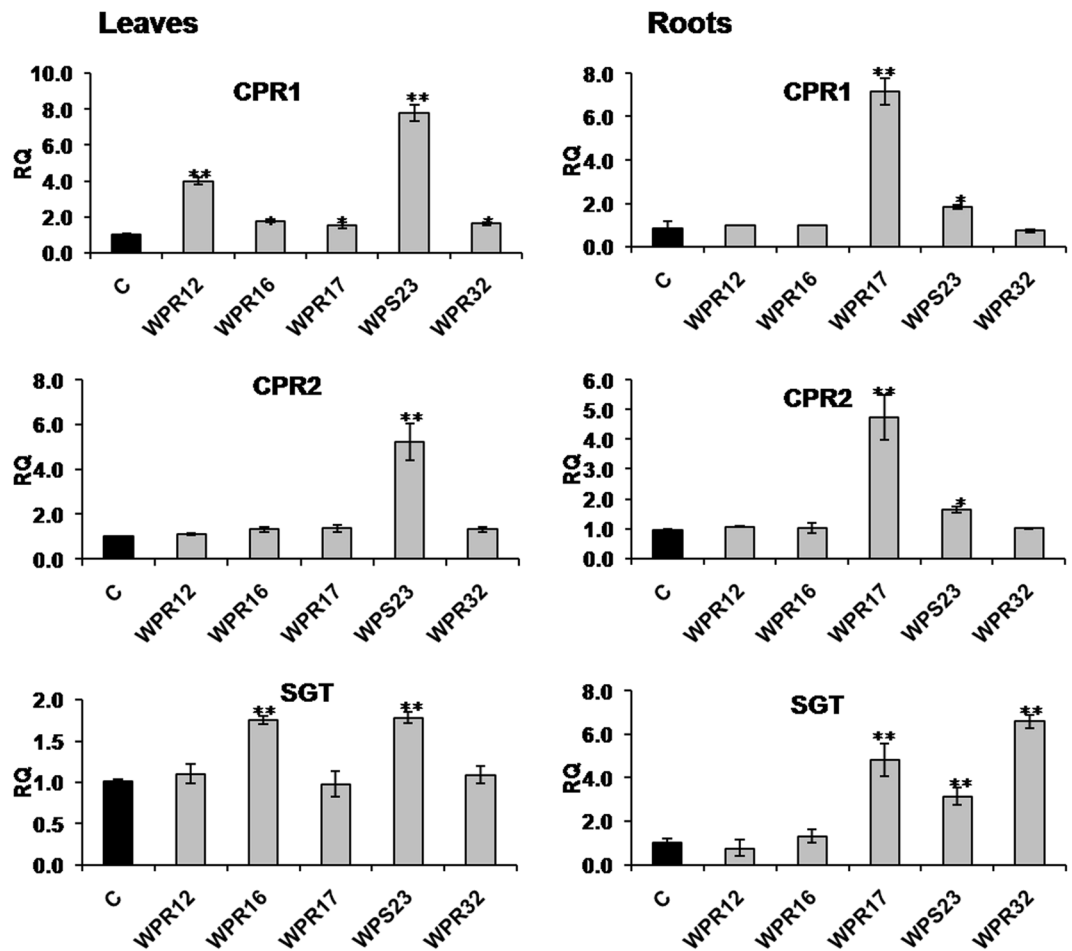 Leaves
Roots
CPR1
RQ
10.0
8.0
6.0
4.0
2.0
0.0
**
*
*
**
*
C
WPR12
WPR16
WPR17
WPS23
WPR32
CPR1
RQ
8.0
6.0
4.0
2.0
0.0
**
*
C
WPR12
WPR16
WPR17
WPS23
WPR32
CPR2
RQ
8.0
6.0
4.0
2.0
0.0
**
C
WPR12
WPR16
WPR17
WPS23
WPR32
CPR2
RQ
6.0
5.0
4.0
3.0
2.0
1.0
0.0
**
*
C
WPR12
WPR16
WPR17
WPS23
WPR32
SGT
RQ
2.0
1.5
1.0
0.5
0.0
**
**
C
WPR12
WPR16
WPR17
WPS23
WPR32
SGT
RQ
8.0
6.0
4.0
2.0
0.0
**
**
**
C
WPR12
WPR16
WPR17
WPS23
WPR32